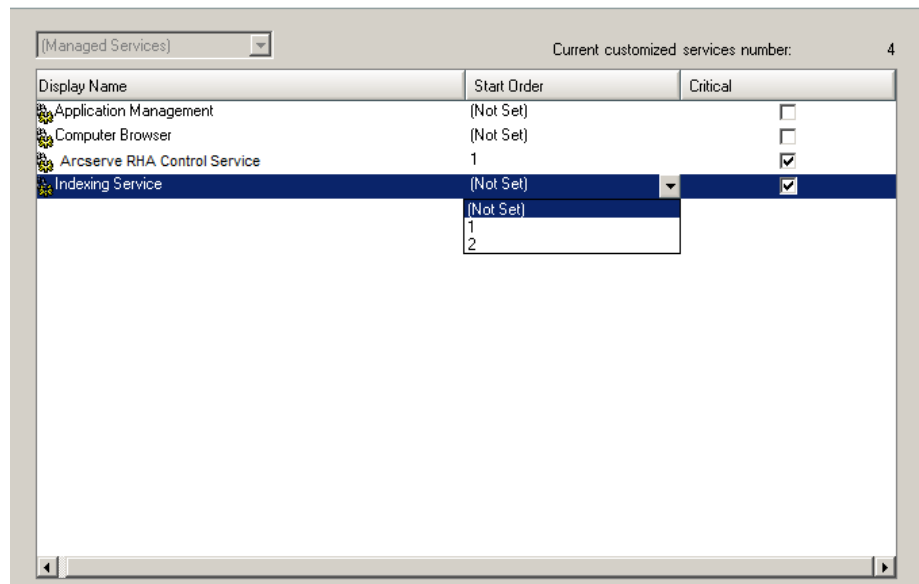 (Managed Services) Current customized services number: 4
Display Name Start Order Critical
Application Management (Not Set)
Computer Browser (Not Set)
Arcserve RHA Control Service 1
Indexing Service (Not Set)
(Not Set)
1
2